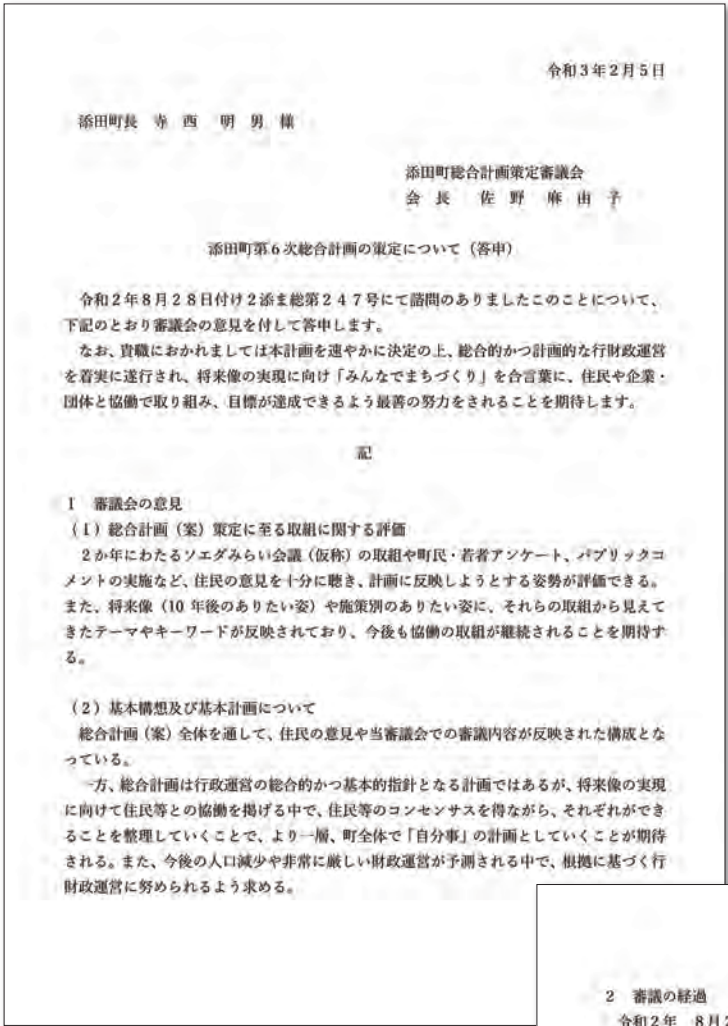 令和3年2月5日
添田町長 寺 西 明 男 様
添田町総合計画策定審議会
会 長 佐 野 麻 由 子
添田町第6次総合計画の策定について（答申）
令和2年8月28日付け2添ま総第247号にて諮問のありましたこのことについて、
下記のとおり審議会の意見を付して答申します。
なお、貴職におかれましては本計画を速やかに決定の上、総合的かつ計画的な行財政運営
を着実に遂行され、将来像の実現に向け「みんなでまちづくり」を合言葉に、住民や企業・
団体と協働で取り組み、目標が達成できるよう最善の努力をされることを期待します。
記
1 審議会の意見
（1）総合計画（案）策定に至る取組に関する評価
2か年にわたるソエダみらい会議（仮称）の取組や町民・若者アンケート、パブリックコ
メントの実施など、住民の意見を十分に聴き、計画に反映しようとする姿勢が評価できる。
また、将来像（10 年後のありたい姿）や施策別のありたい姿に、それらの取組から見えて
きたテーマやキーワードが反映されており、今後も協働の取組が継続されることを期待す
る。
（2）基本構想及び基本計画について
総合計画（案）全体を通して、住民の意見や当審議会での審議内容が反映された構成とな
っている。
一方、総合計画は行政運営の総合的かつ基本的指針となる計画ではあるが、将来像の実現
に向けて住民等との協働を掲げる中で、住民等のコンセンサスを得ながら、それぞれができ
ることを整理していくことで、より一層、町全体で「自分事」の計画としていくことが期待
される。また、今後の人口減少や非常に厳しい財政運営が予測される中で、根拠に基づく行
財政運営に努められるよう求める。
2 審議の経過
令和2年 8月2